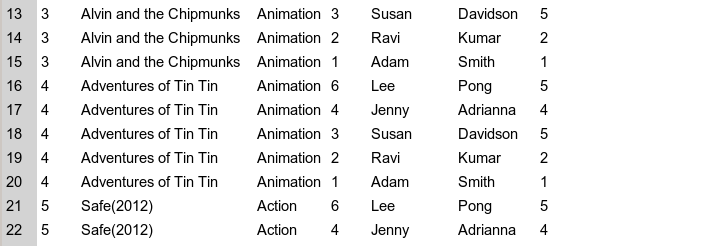 13 3 Alvin and the Chipmunks Animation 3 Susan Davidson 5
14 3 Alvin and the Chipmunks Animation 2 Ravi Kumar 2
15 3 Alvin and the Chipmunks Animation 1 Adam Smith 1
16 4 Adventures of Tin Tin Animation 6 Lee Pong 5
17 4 Adventures of Tin Tin Animation 4 Jenny Adrianna 4
18 4 Adventures of Tin Tin Animation 3 Susan Davidson 5
19 4 Adventures of Tin Tin Animation 2 Ravi Kumar 2
20 4 Adventures of Tin Tin Animation 1 Adam Smith 1
21 5 Safe(2012) Action 6 Lee Pong 5
22 5 Safe(2012) Action 4 Jenny Adrianna 4